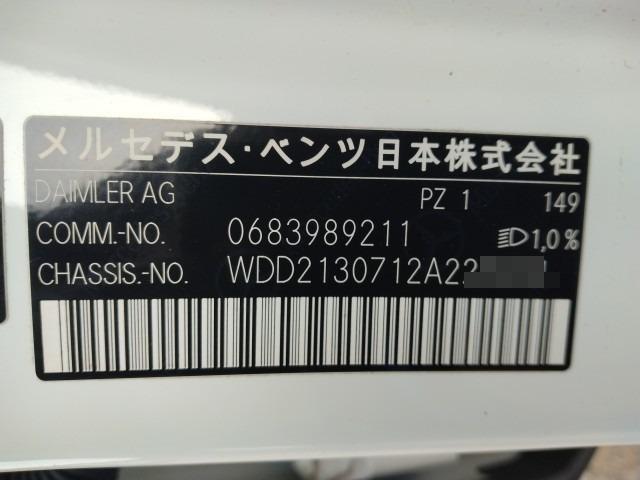 メルセデス・ベンツ日本株式会社
DAIMLER AG PZ 1 149
COMM.-NO. 0683989211 1,0%
CHASSIS.-NO. WDD2130712A22